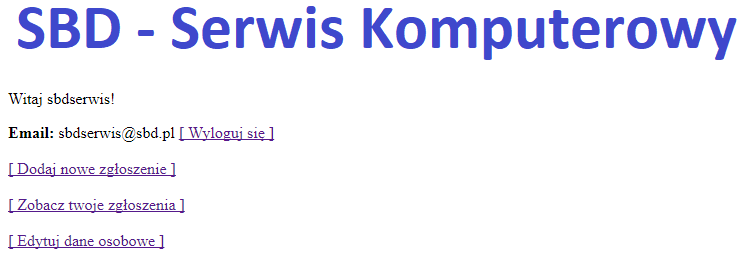 SBD - Serwis Komputerowy
Witaj sbdserwis!
Email: sbdserwis@sbd.pl [ Wyloguj się ]
[ Dodaj nowe zgłoszenie ]
[ Zobacz twoje zgłoszenia ]
[ Edytuj dane osobowe ]